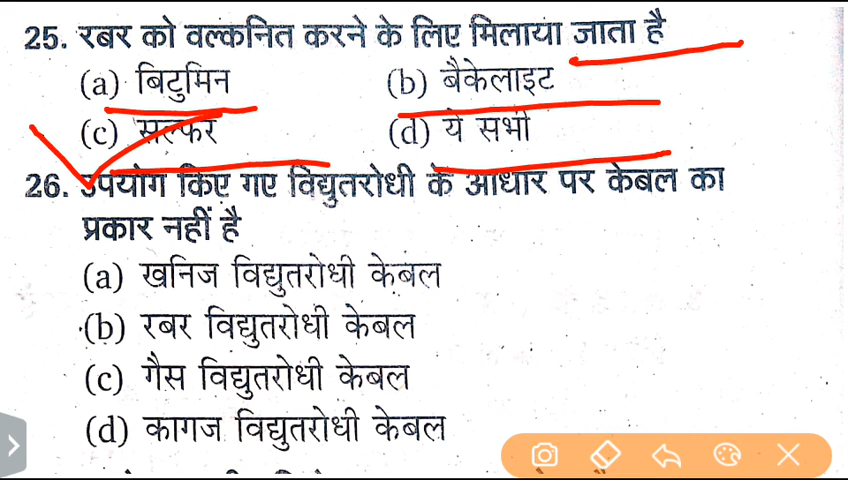 25. रबर को वल्कनित करने के लिए मिलाया जाता है
(a) बिटुमिन (b) बैकेलाइट
(c) सल्फर (d) ये सभी
26. उपयोग किए गए विद्युतरोधी के आधार पर केबल का
प्रकार नहीं है
(a) खनिज विद्युतरोधी केबल
(b) रबर विद्युतरोधी केबल
(c) गैस विद्युतरोधी केबल
(d) कागज विद्युतरोधी केबल